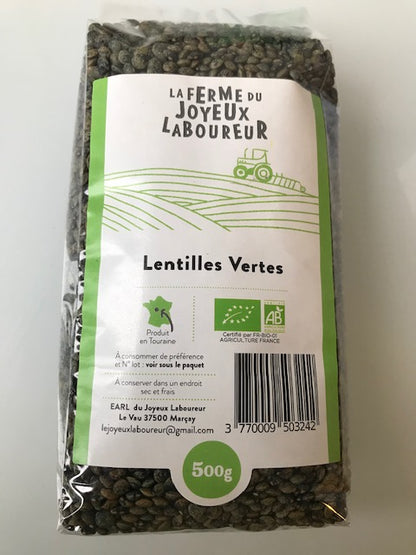 LA FERME DU
JOYEUX
LABOUREUR
Lentilles Vertes
Produit
en Touraine
AB
Certifié par FR-BIO-01
AGRICULTURE FRANCE
A consommer de préférence
et N° lot : voir sous le paquet
A conserver dans un endroit
sec et frais
EARL du Joyeux Laboureur
Le Vau 37500 Marçay
lejoyeuxlaboureur@gmail.com
3 770009 503242
500g